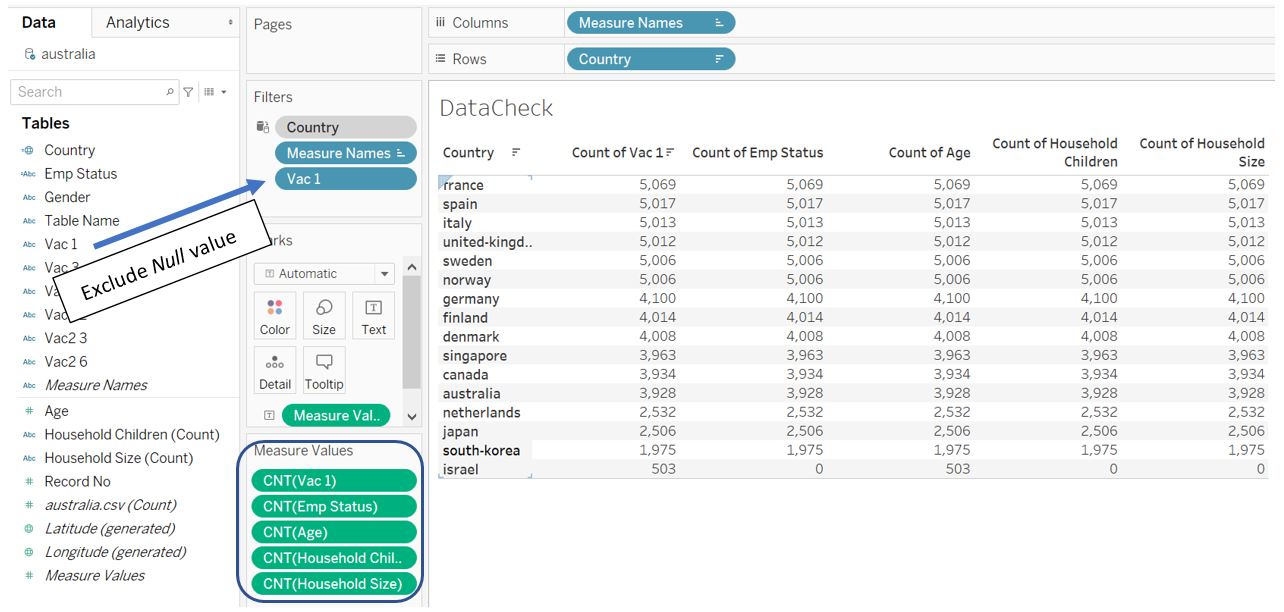 Data
Analytics
australia
Search
Tables
Country
Emp Status
Gender
Table Name
Vac 1
Vac 3
Vac2 3
Vac2 6
Measure Names
Age
Household Children (Count)
Household Size (Count)
Record No
australia.csv (Count)
Latitude (generated)
Longitude (generated)
Measure Values
Exclude Null value
Pages
Filters
Country
Measure Names
Vac 1
Automatic
Color Size Text
Detail Tooltip
Measure Val..
Measure Values
CNT(Vac 1)
CNT(Emp Status)
CNT(Age)
CNT(Household Chil..
CNT(Household Size)
Columns Measure Names
Rows Country
DataCheck
Country Count of Vac 1 Count of Emp Status Count of Age Count of Household Children Count of Household Size
france 5,069 5,069 5,069 5,069 5,069
spain 5,017 5,017 5,017 5,017 5,017
italy 5,013 5,013 5,013 5,013 5,013
united-kingd.. 5,012 5,012 5,012 5,012 5,012
sweden 5,006 5,006 5,006 5,006 5,006
norway 5,006 5,006 5,006 5,006 5,006
germany 4,100 4,100 4,100 4,100 4,100
finland 4,014 4,014 4,014 4,014 4,014
denmark 4,008 4,008 4,008 4,008 4,008
singapore 3,963 3,963 3,963 3,963 3,963
canada 3,934 3,934 3,934 3,934 3,934
australia 3,928 3,928 3,928 3,928 3,928
netherlands 2,532 2,532 2,532 2,532 2,532
japan 2,506 2,506 2,506 2,506 2,506
south-korea 1,975 1,975 1,975 1,975 1,975
israel 503 0 503 0 0